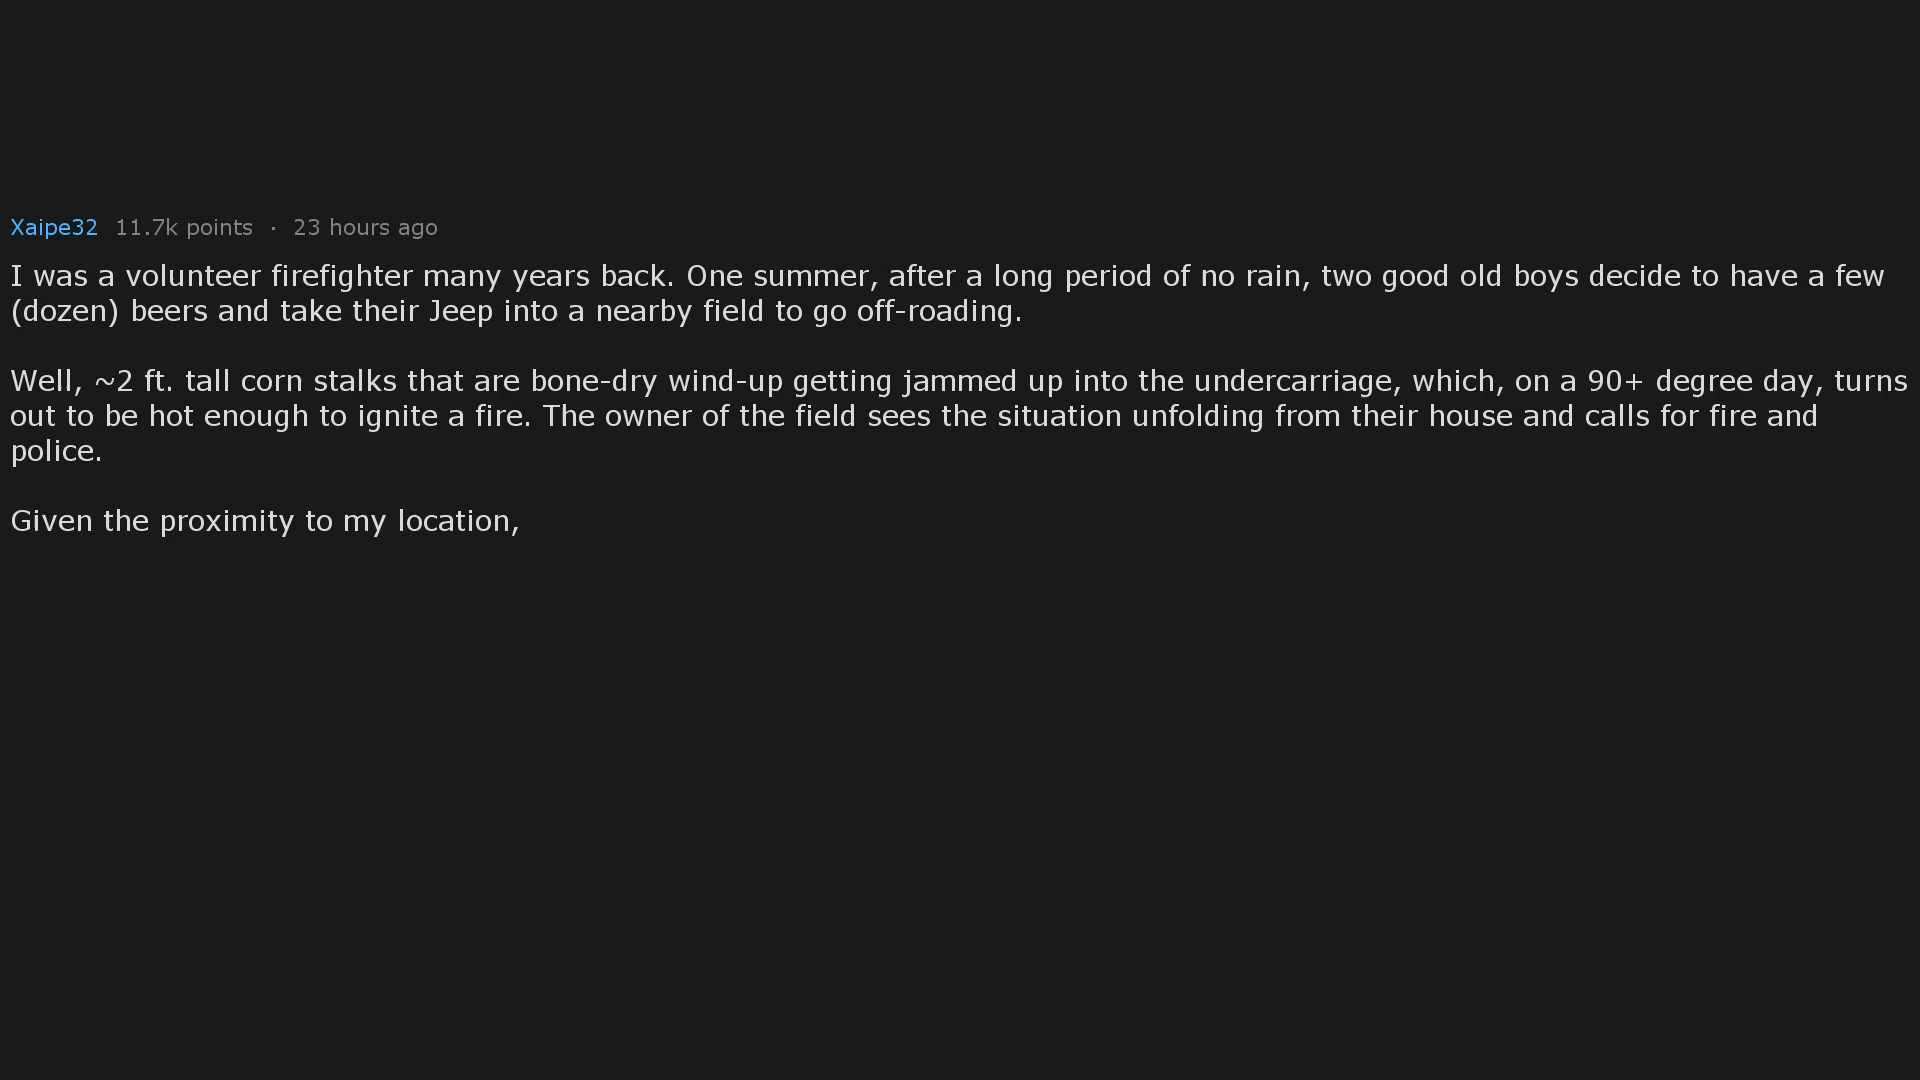 Xaipe32 11.7k points · 23 hours ago
I was a volunteer firefighter many years back. One summer, after a long period of no rain, two good old boys decide to have a few
(dozen) beers and take their Jeep into a nearby field to go off-roading.
Well, ~2 ft. tall corn stalks that are bone-dry wind-up getting jammed up into the undercarriage, which, on a 90+ degree day, turns
out to be hot enough to ignite a fire. The owner of the field sees the situation unfolding from their house and calls for fire and
police.
Given the proximity to my location,